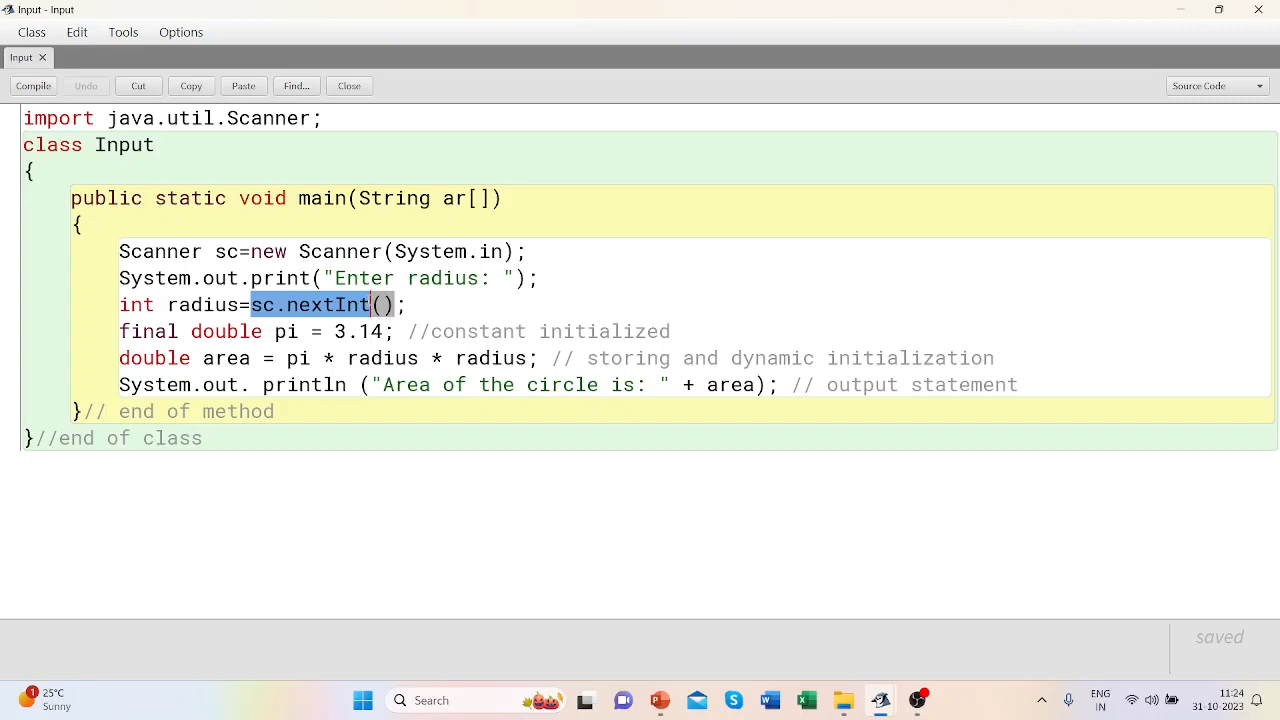 Input - Input
Class Edit Tools Options
Input ×
Compile Undo Cut Copy Paste Find... Close Source Code
import java.util.Scanner;
class Input
{
public static void main(String ar[])
{
Scanner sc=new Scanner(System.in);
System.out.print("Enter radius: ");
int radius=sc.nextInt();
final double pi = 3.14; //constant initialized
double area = pi * radius * radius; // storing and dynamic initialization
System.out. println ("Area of the circle is: " + area); // output statement
}// end of method
}//end of class
saved
1 25°C
Sunny
Search
ENG
IN
11:24
31-10-2023